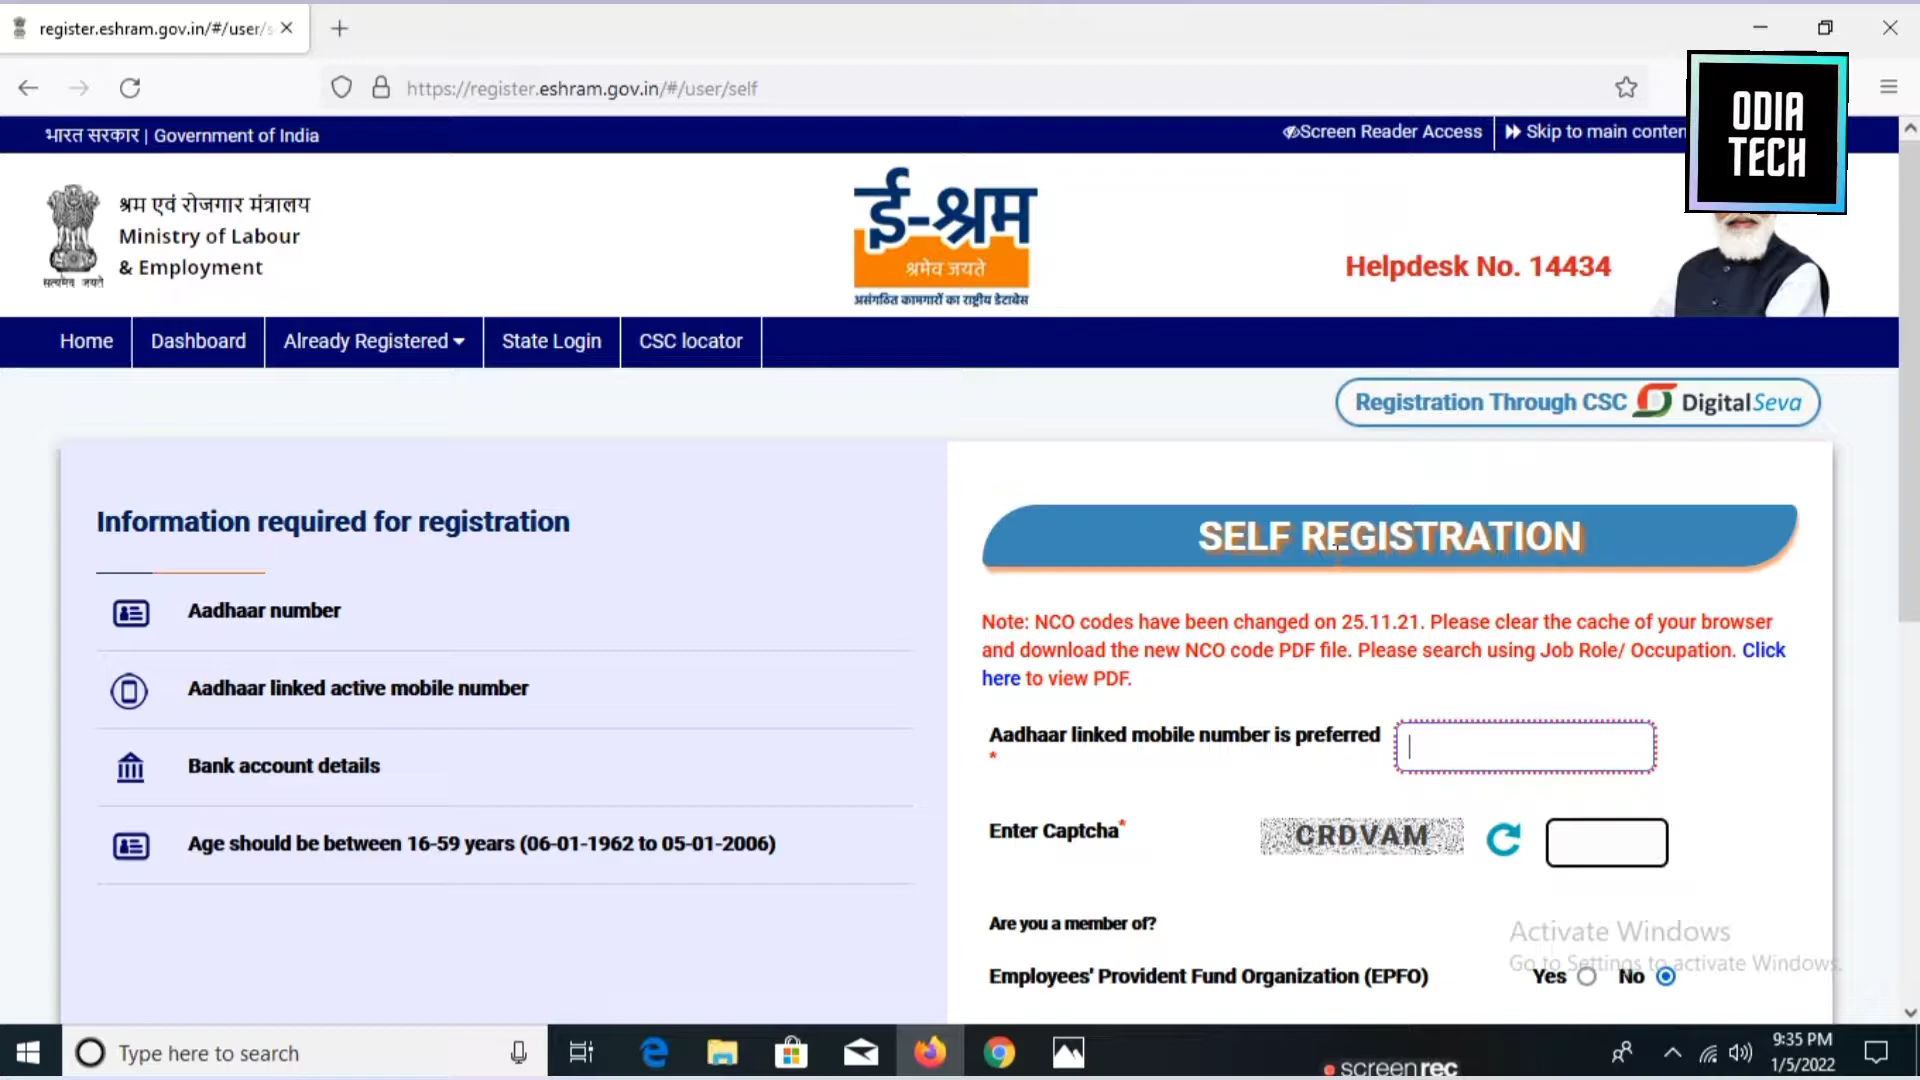 register.eshram.gov.in/#/user/s
https://register.eshram.gov.in/#/user/self
ODIA
TECH
भारत सरकार | Government of India
Screen Reader Access
Skip to main conten
श्रम एवं रोजगार मंत्रालय
Ministry of Labour
& Employment
सत्यमेव जयते
ई-श्रम
श्रमेव जयते
असंगठित कामगारों का राष्ट्रीय डेटाबेस
Helpdesk No. 14434
Home
Dashboard
Already Registered
State Login
CSC locator
Registration Through CSC
DigitalSeva
Information required for registration
Aadhaar number
Aadhaar linked active mobile number
Bank account details
Age should be between 16-59 years (06-01-1962 to 05-01-2006)
SELF REGISTRATION
Note: NCO codes have been changed on 25.11.21. Please clear the cache of your browser
and download the new NCO code PDF file. Please search using Job Role/ Occupation. Click
here to view PDF.
Aadhaar linked mobile number is preferred
*
Enter Captcha*
CRDVAM
Are you a member of?
Employees' Provident Fund Organization (EPFO)
Yes
No
Activate Windows
Go to Settings to activate Windows.
Type here to search
screenrec
9:35 PM
1/5/2022